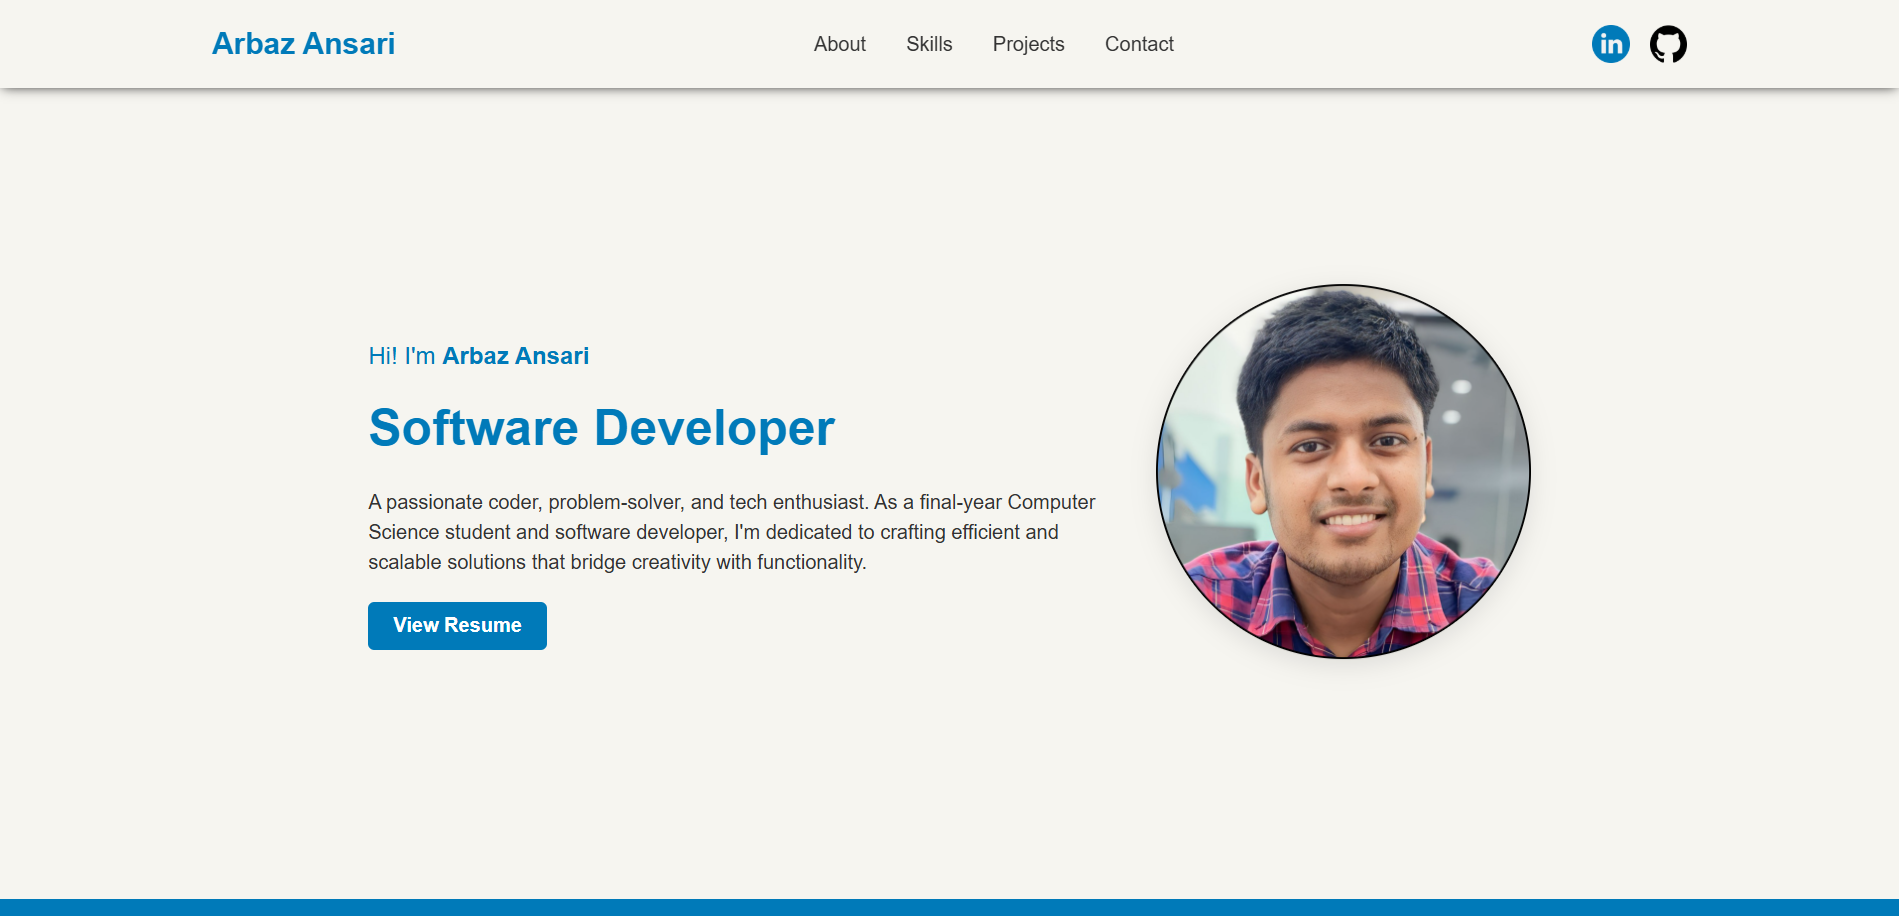 Arbaz Ansari
About
Skills
Projects
Contact
in
Hi! I'm Arbaz Ansari
Software Developer
A passionate coder, problem-solver, and tech enthusiast. As a final-year Computer
Science student and software developer, I'm dedicated to crafting efficient and
scalable solutions that bridge creativity with functionality.
View Resume